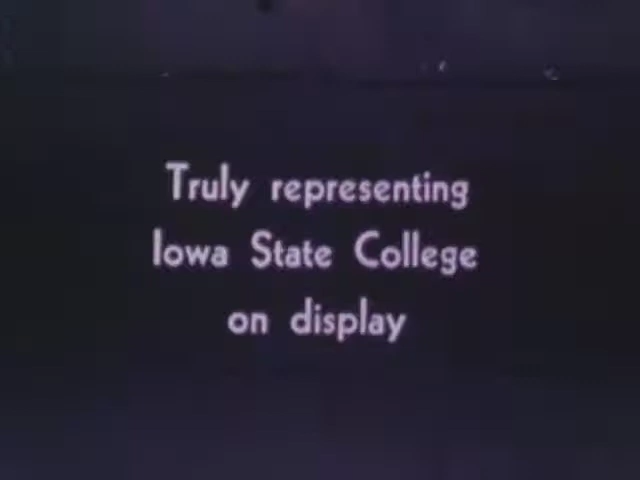 Truly representing
Iowa State College
on display